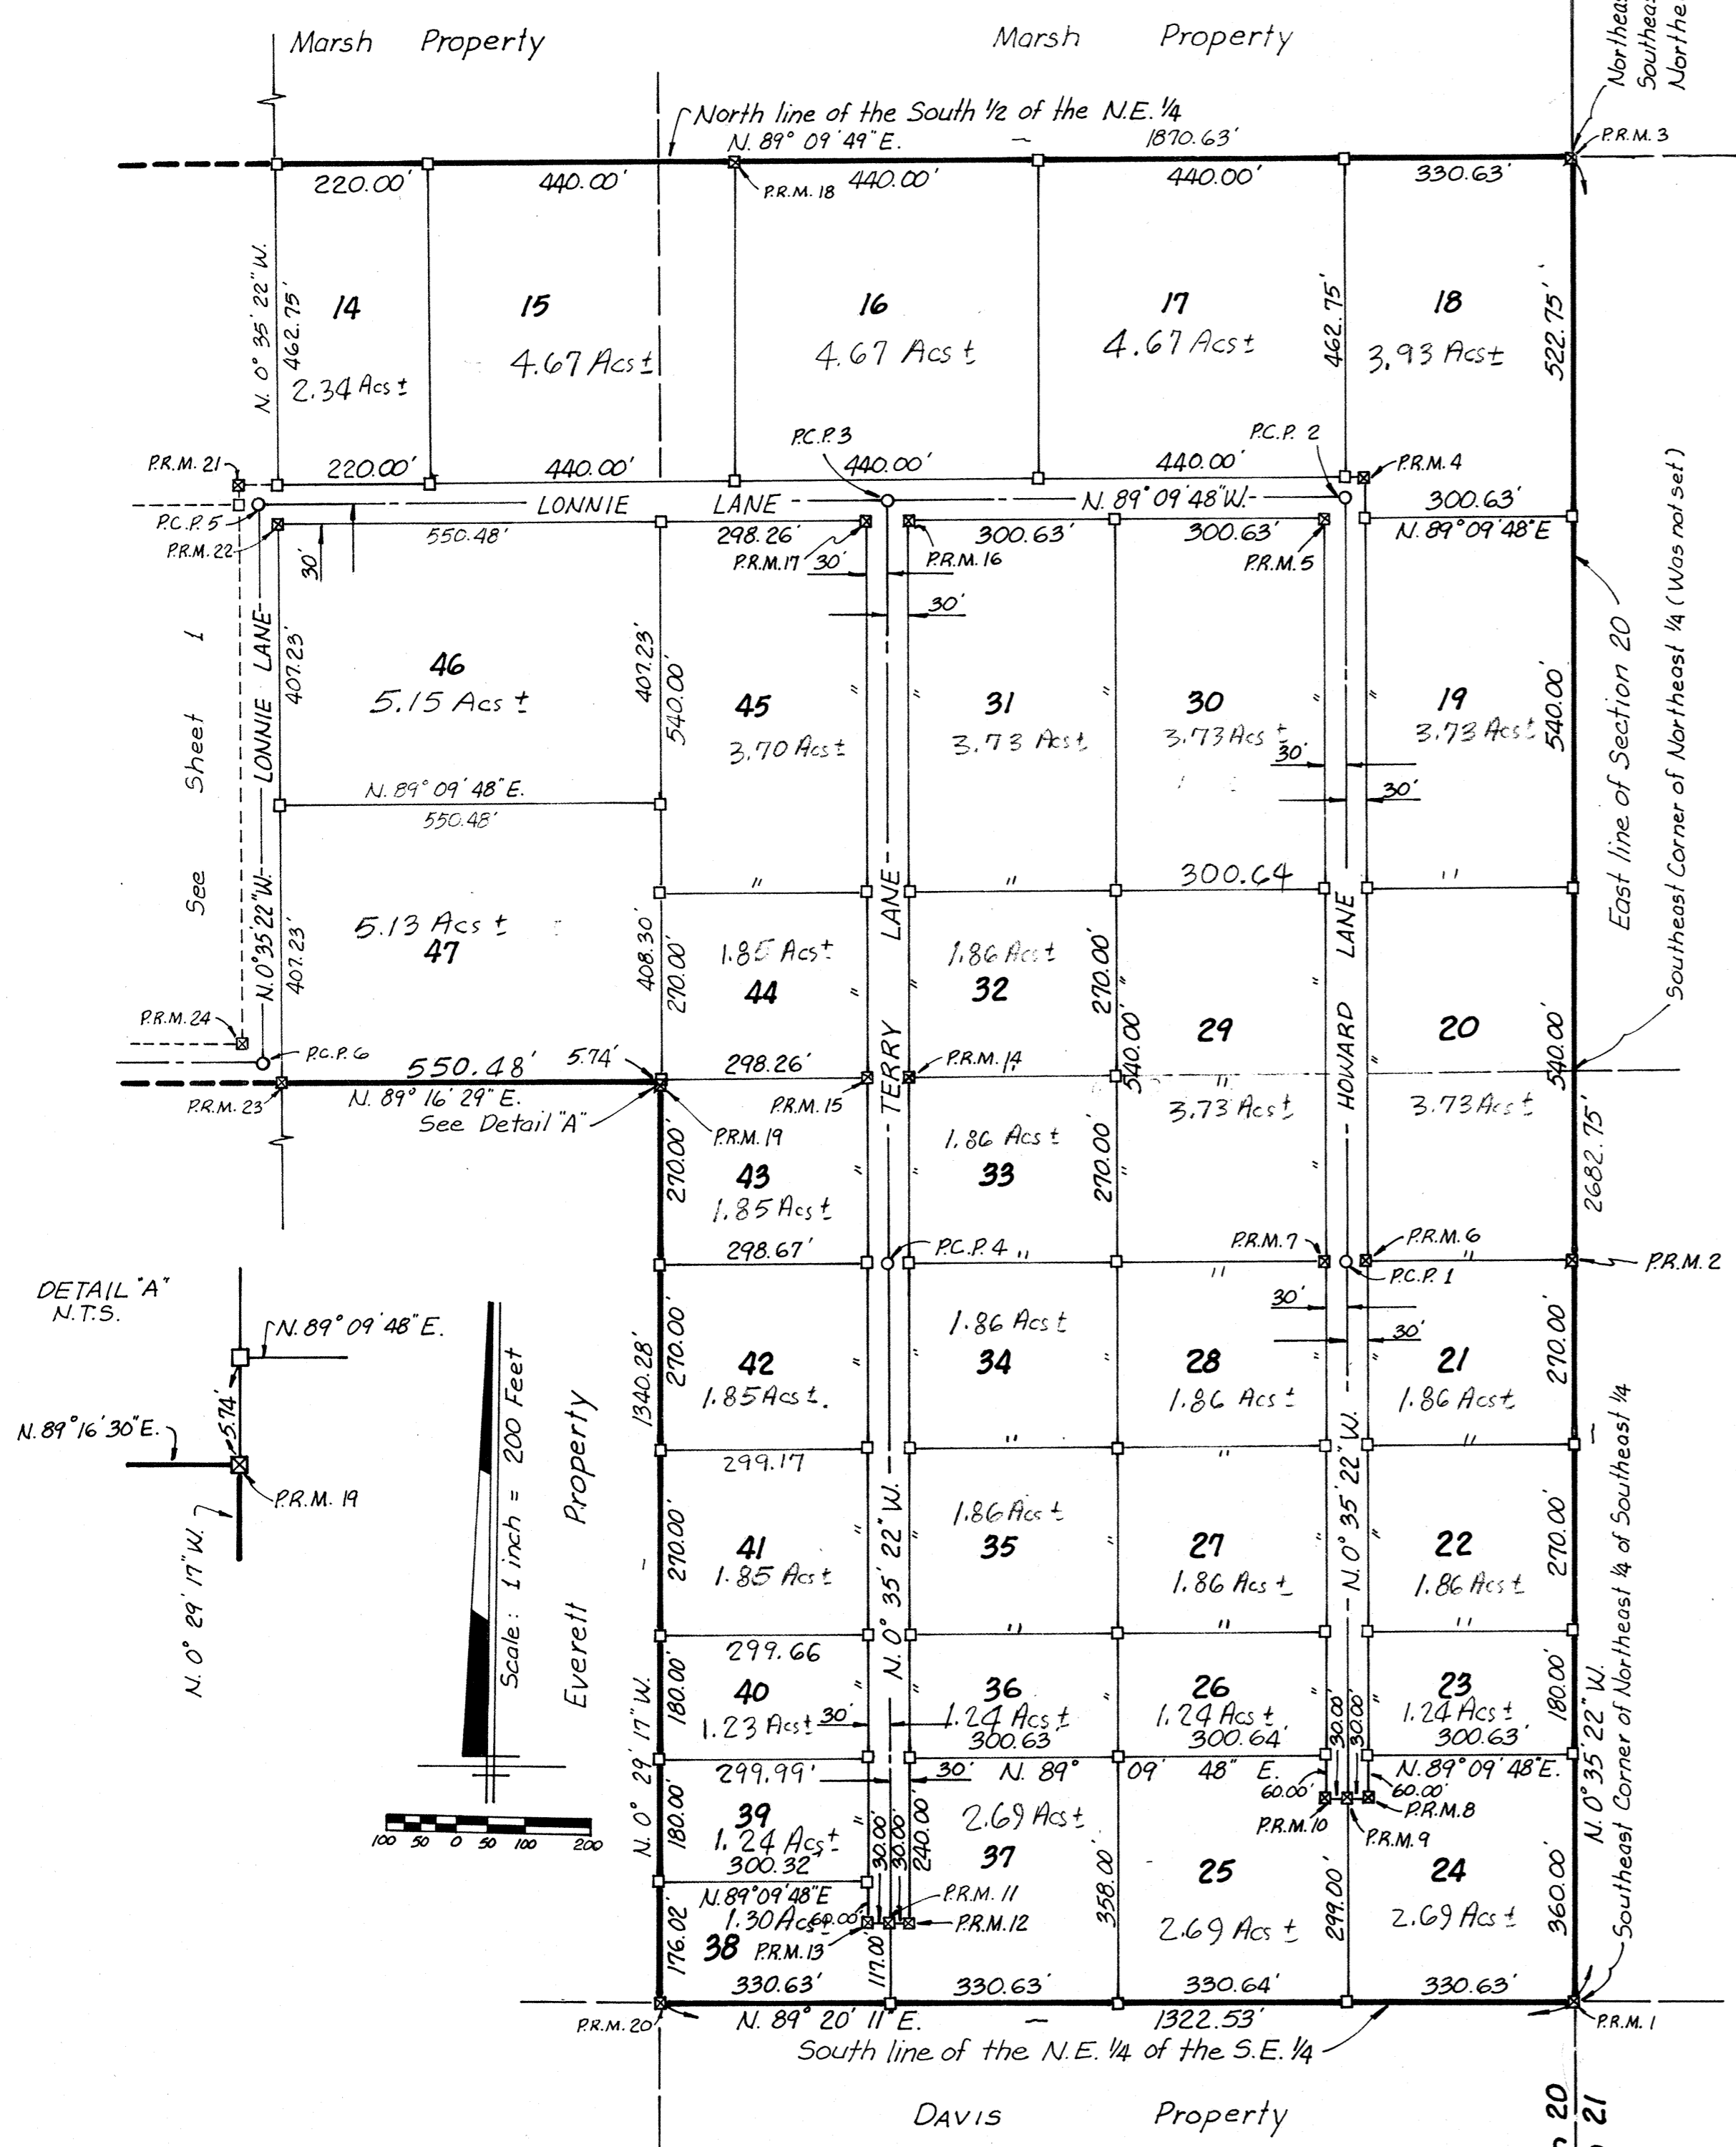 Marsh Property
Marsh Property
Northeas
Southeas
Northe
North line of the South 1/2 of the N.E. 1/4
N. 89° 09' 49" E. — 1870.63'
P.R.M. 3
220.00' 440.00' 440.00' 440.00' 330.63'
P.R.M. 18
N. 0° 35' 22" W.
462.75'
14
2.34 Acs ±
15
4.67 Acs ±
16
4.67 Acs ±
17
4.67 Acs ±
462.75'
18
3.93 Acs ±
522.75'
P.C.P. 3
P.C.P. 2
P.R.M. 21
220.00' 440.00' 440.00' 440.00'
P.R.M. 4
LONNIE LANE N. 89° 09' 48" W.
300.63'
N. 89° 09' 48" E
P.C.P. 5
P.R.M. 22
30'
550.48'
298.26'
P.R.M. 17
30'
P.R.M. 16
30'
300.63'
300.63'
P.R.M. 5
See Sheet 1
LONNIE LANE
N. 0° 35' 22" W.
407.23'
46
5.15 Acs ±
407.23'
540.00'
45
3.70 Acs ±
"
"
31
3.73 Acs ±
"
30
3.73 Acs ±
"
30'
30'
"
19
3.73 Acs ±
540.00'
East line of Section 20
Southeast Corner of Northeast 1/4 (Was not set)
N. 89° 09' 48" E.
550.48'
"
"
300.64
"
407.23'
5.13 Acs ±
47
408.30'
270.00'
1.85 Acs ±
44
"
"
1.86 Acs ±
32
270.00'
"
540.00'
29
3.73 Acs ±
"
"
20
3.73 Acs ±
540.00'
TERRY LANE
HOWARD LANE
P.R.M. 24
P.C.P. 6
550.48'
5.74'
298.26'
P.R.M. 14
"
"
P.R.M. 23
N. 89° 16' 29" E.
See Detail "A"
P.R.M. 15
P.R.M. 19
270.00'
43
1.85 Acs ±
"
"
1.86 Acs ±
33
270.00'
"
"
2682.75'
298.67'
P.C.P. 4
"
"
P.R.M. 7
P.R.M. 6
"
P.C.P. 1
P.R.M. 2
30'
30'
DETAIL "A"
N.T.S.
N. 89° 09' 48" E.
5.74'
N. 89° 16' 30" E.
P.R.M. 19
N. 0° 29' 17" W.
Scale: 1 inch = 200 Feet
100 50 0 50 100 200
Everett Property
N. 0° 29' 17" W. - 1340.28'
270.00'
42
1.85 Acs ±.
"
"
1.86 Acs ±
34
"
28
1.86 Acs ±
"
"
21
1.86 Acs ±
270.00'
299.17
"
"
"
270.00'
41
1.85 Acs ±
"
"
1.86 Acs ±
35
"
27
1.86 Acs ±
"
22
1.86 Acs ±
270.00'
N. 0° 35' 22" W.
N. 0° 35' 22" W.
299.66
"
"
"
180.00'
40
1.23 Acs ±
"
30'
"
36
1.24 Acs ±
300.63'
"
26
1.24 Acs ±
300.64'
"
30.00'
30.00'
"
23
1.24 Acs ±
300.63'
180.00'
299.99'
30'
N. 89° 09' 48" E.
N. 89° 09' 48" E.
60.00'
60.00'
P.R.M. 10
P.R.M. 8
P.R.M. 9
180.00'
39
1.24 Acs ±
300.32'
"
30.00'
30.00'
240.00'
2.69 Acs ±
37
358.00'
25
2.69 Acs ±
299.00'
24
2.69 Acs ±
360.00'
N. 89° 09' 48" E
1.30 Acs ±
60.00'
38
P.R.M. 13
P.R.M. 11
P.R.M. 12
176.02'
117.00'
330.63' 330.63' 330.64' 330.63'
P.R.M. 20
N. 89° 20' 11" E. — 1322.53'
P.R.M. 1
South line of the N.E. 1/4 of the S.E. 1/4
N. 0° 35' 22" W. —
Southeast Corner of Northeast 1/4 of Southeast 1/4
DAVIS Property
20
21